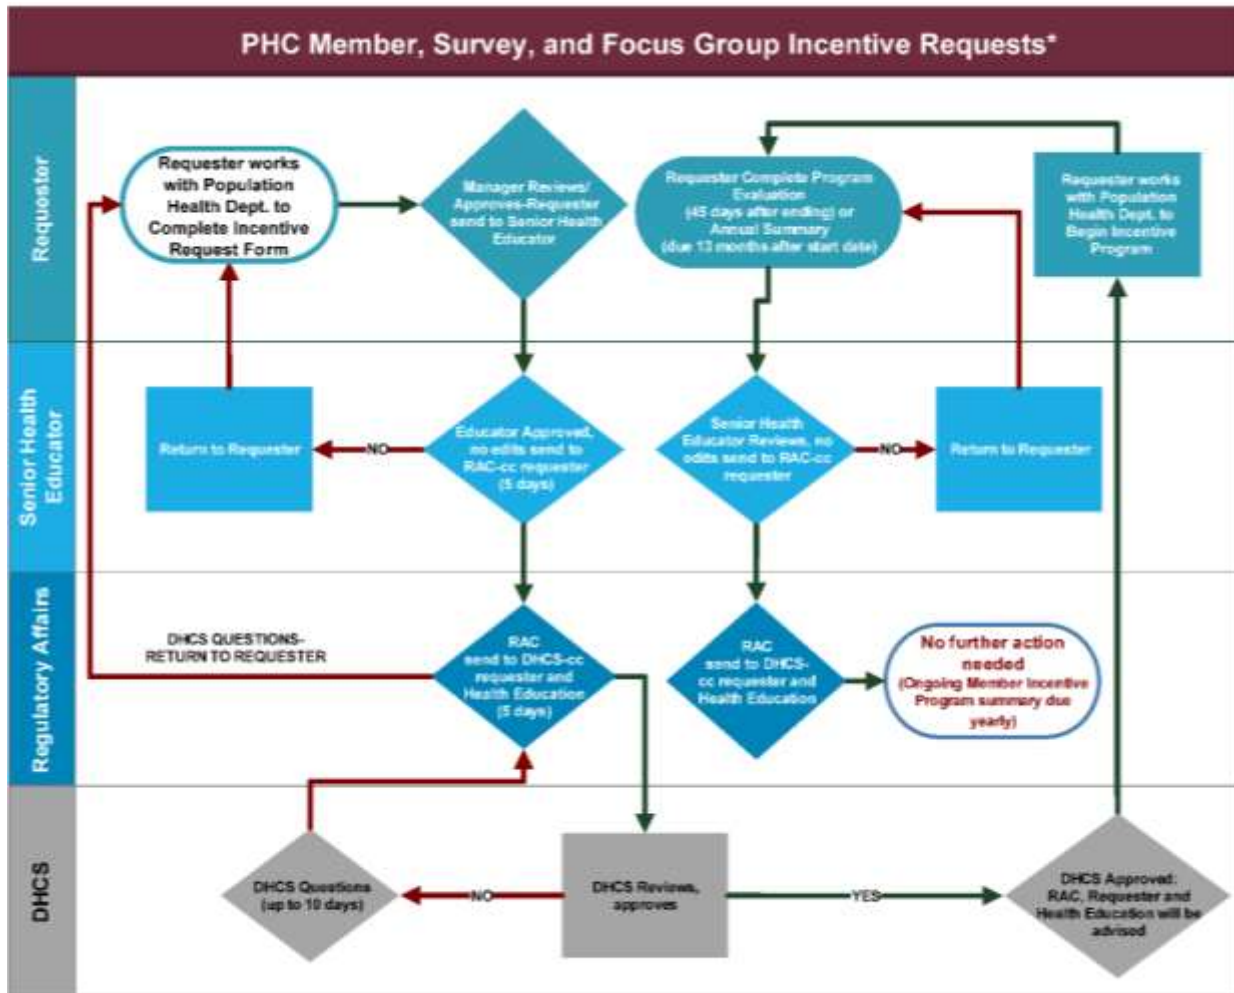 PHC Member, Survey, and Focus Group Incentive Requests*
Requester
Requester works
with Population
Health Dept. to
Complete Incentive
Request Form
Manager Reviews/
Approves-Requester
send to Senior Health
Educator
Requester Complete Program
Evaluation
(45 days after ending) or
Annual Summary
(due 13 months after start date)
Requester works
with Population
Health Dept. to
Begin Incentive
Program
Senior Health
Educator
Return to Requester
NO
Educator Approved,
no edits send to
RAC-cc requester
(5 days)
Senior Health
Educator Reviews, no
edits send to RAC-cc
requester
NO
Return to Requester
Regulatory Affairs
DHCS QUESTIONS-
RETURN TO REQUESTER
RAC
send to DHCS-cc
requester and
Health Education
(5 days)
RAC
send to DHCS-
cc requester and
Health Education
No further action
needed
(Ongoing Member Incentive
Program summary due
yearly)
DHCS
DHCS Questions
(up to 10 days)
NO
DHCS Reviews,
approves
YES
DHCS Approved:
RAC, Requester and
Health Education will be
advised